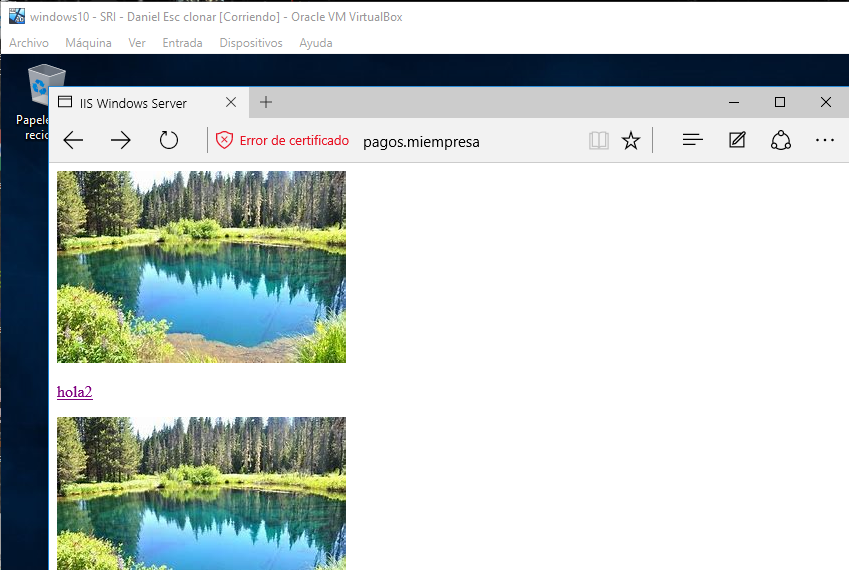 windows10 - SRI - Daniel Esc clonar [Corriendo] - Oracle VM VirtualBox
Archivo Máquina Ver Entrada Dispositivos Ayuda
IIS Windows Server
Error de certificado pagos.miempresa
hola2